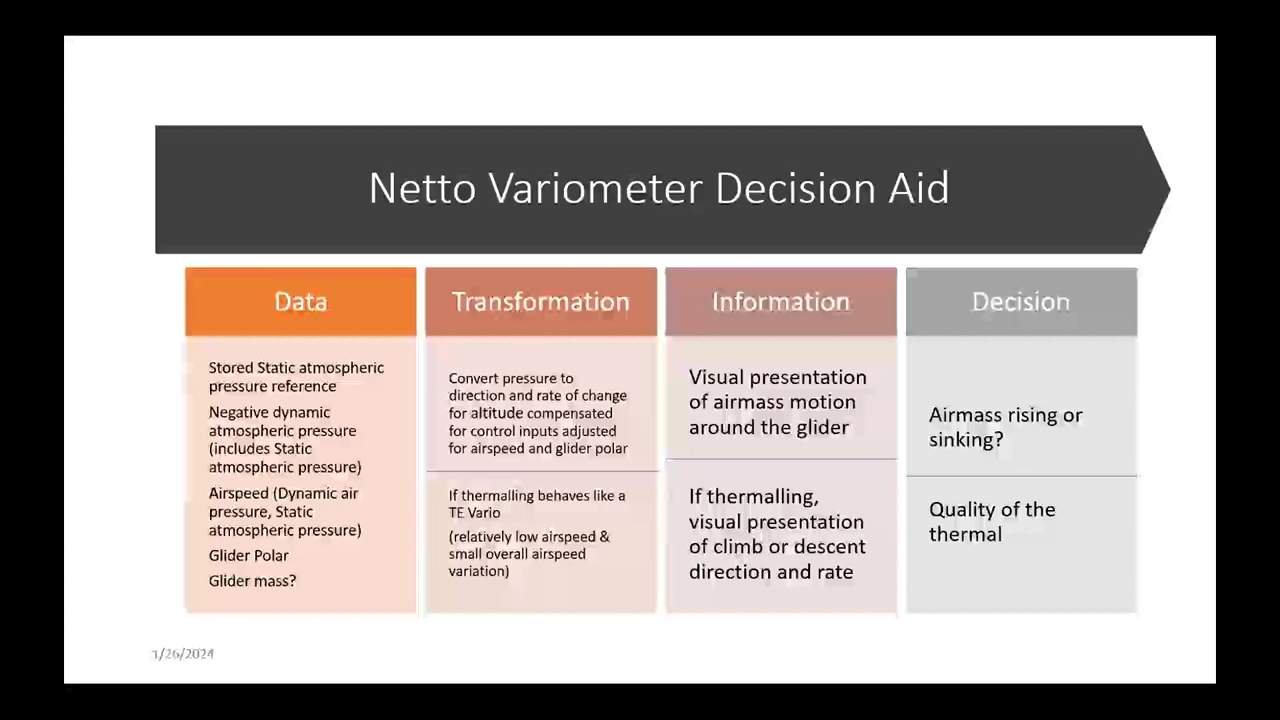 Netto Variometer Decision Aid
Data
Stored Static atmospheric
pressure reference
Negative dynamic
atmospheric pressure
(includes Static
atmospheric pressure)
Airspeed (Dynamic air
pressure, Static
atmospheric pressure)
Glider Polar
Glider mass?
Transformation
Convert pressure to
direction and rate of change
for altitude compensated
for control inputs adjusted
for airspeed and glider polar
If thermalling behaves like a
TE Vario
(relatively low airspeed &
small overall airspeed
variation)
Information
Visual presentation
of airmass motion
around the glider
If thermalling,
visual presentation
of climb or descent
direction and rate
Decision
Airmass rising or
sinking?
Quality of the
thermal
1/26/2024